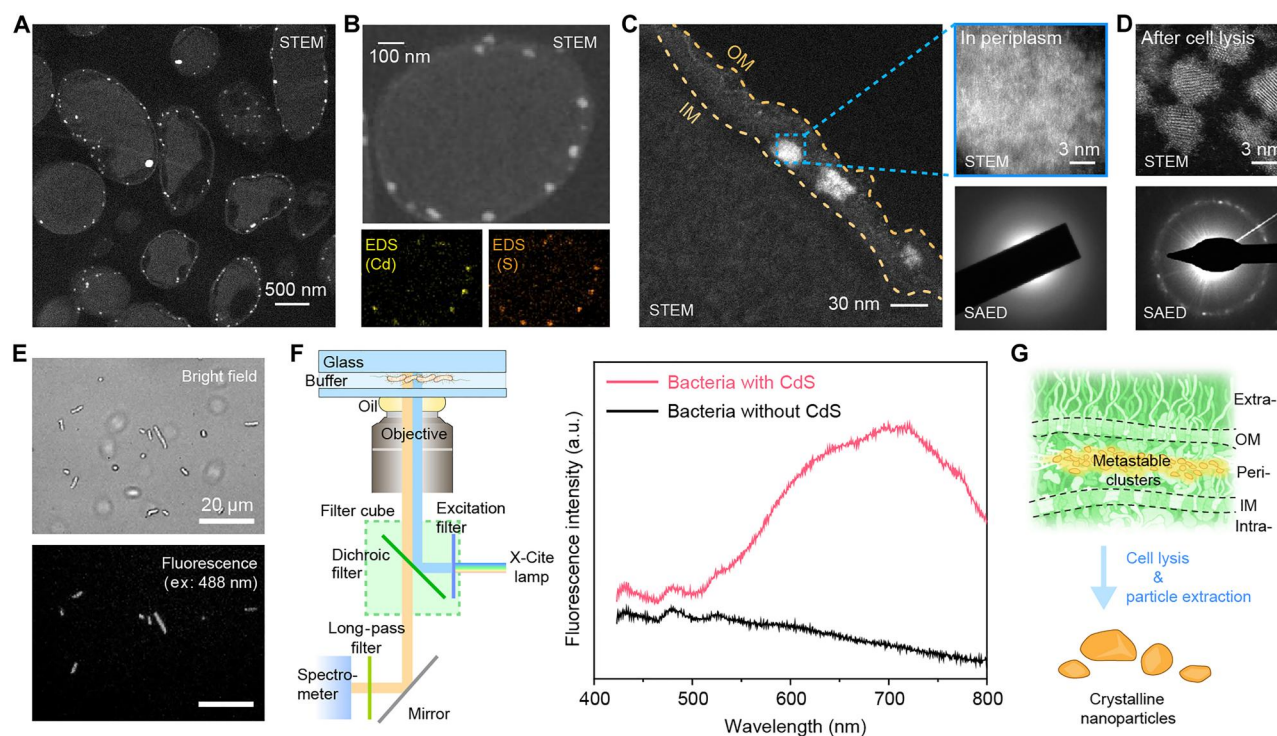 A
STEM
500 nm
B
100 nm
STEM
EDS
(Cd)
EDS
(S)
C
OM
IM
STEM
30 nm
In periplasm
STEM
3 nm
SAED
D
After cell lysis
STEM
3 nm
SAED
E
Bright field
20 µm
Fluorescence
(ex: 488 nm)
F
Glass
Buffer
Oil
Objective
Filter cube
Excitation
filter
Dichroic
filter
X-Cite
lamp
Long-pass
filter
Spectro-
meter
Mirror
Fluorescence intensity (a.u.)
Bacteria with CdS
Bacteria without CdS
400
500
600
700
800
Wavelength (nm)
G
Extra-
OM
Metastable
clusters
Peri-
IM
Intra-
Cell lysis
&
particle extraction
Crystalline
nanoparticles